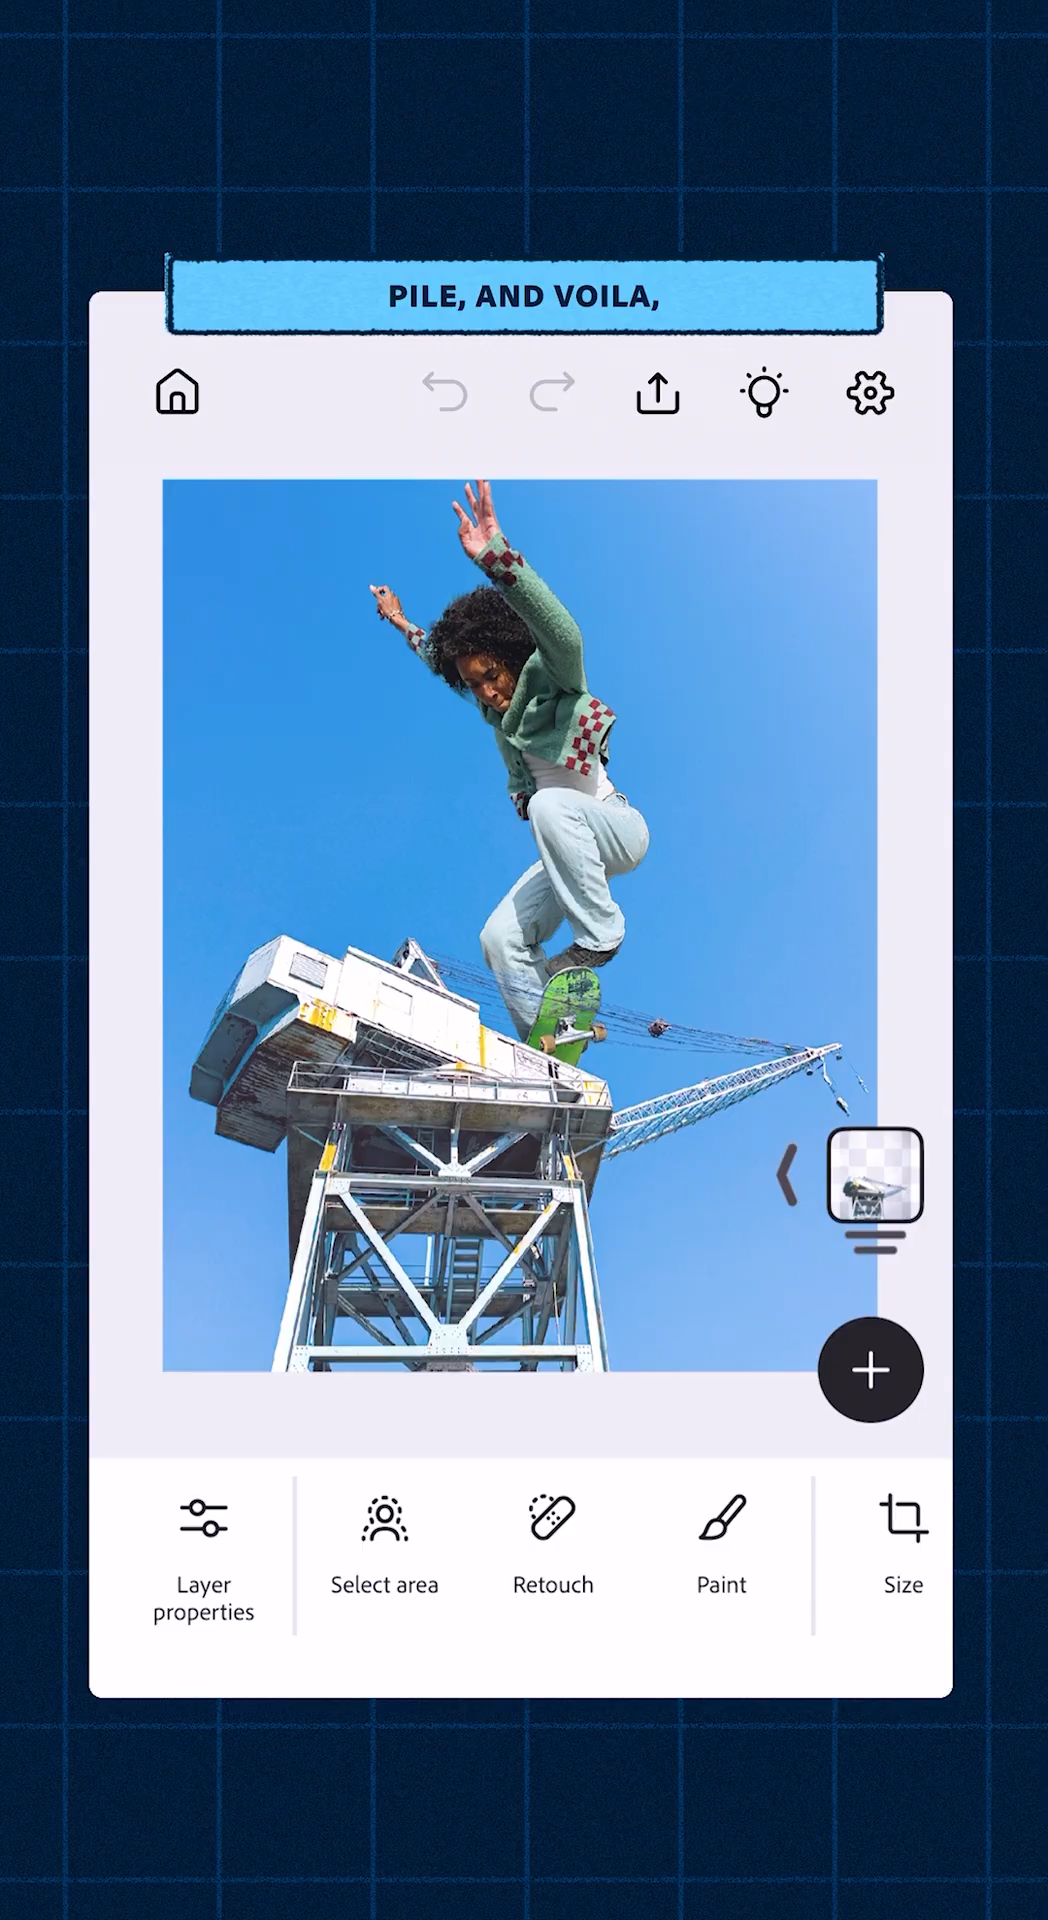 PILE, AND VOILA,
Layer
properties
Select area
Retouch
Paint
Size